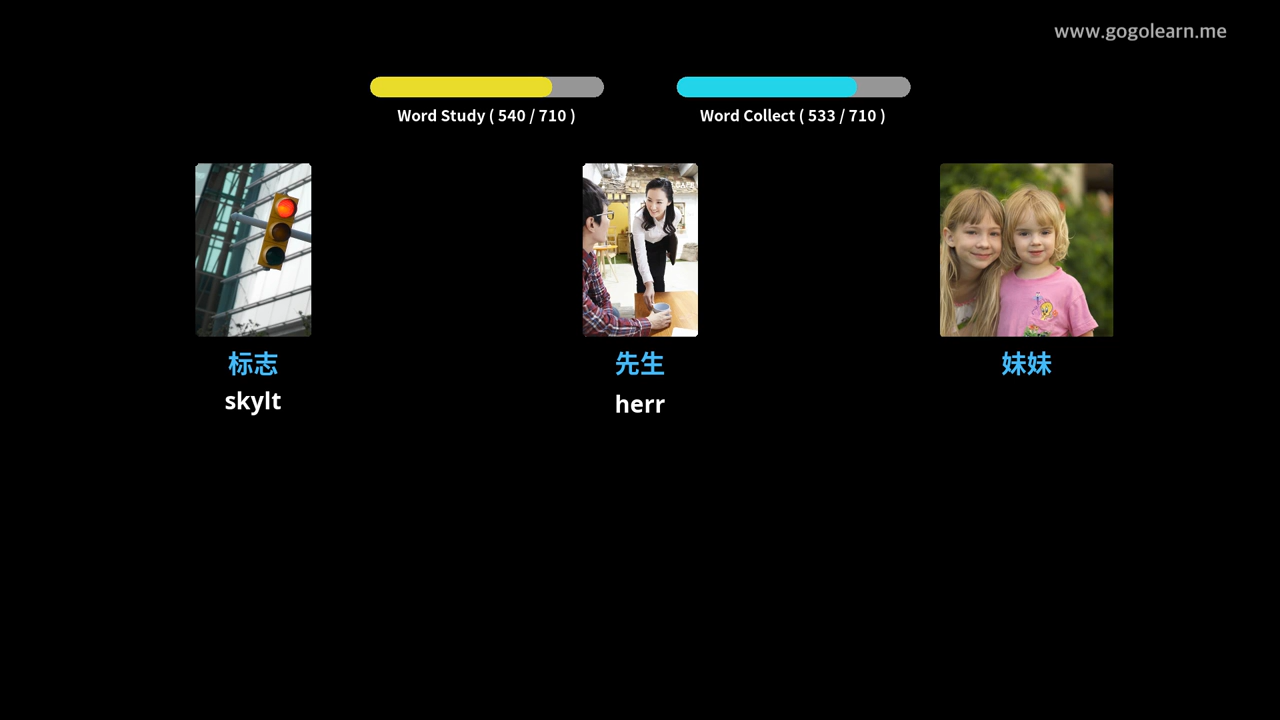 www.gogolearn.me
Word Study ( 540 / 710 )
Word Collect ( 533 / 710 )
标志
先生
妹妹
skylt
herr